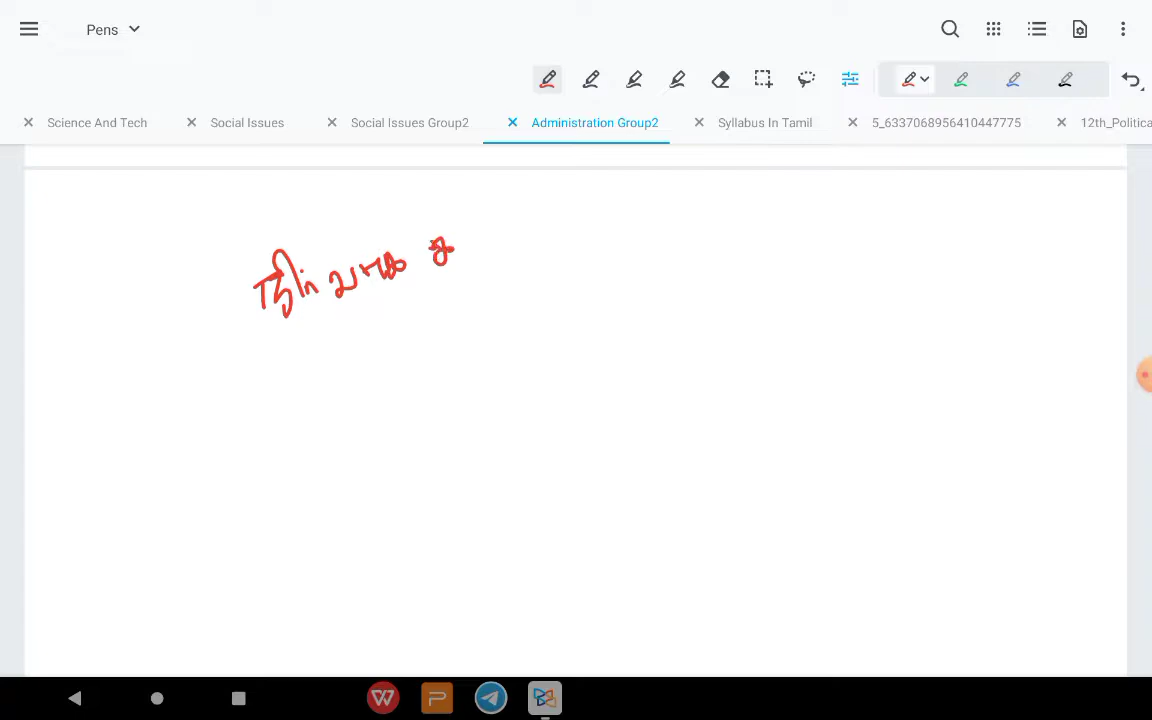 Pens
Science And Tech
Social Issues
Social Issues Group2
Administration Group2
Syllabus In Tamil
5_6337068956410447775
12th_Politica